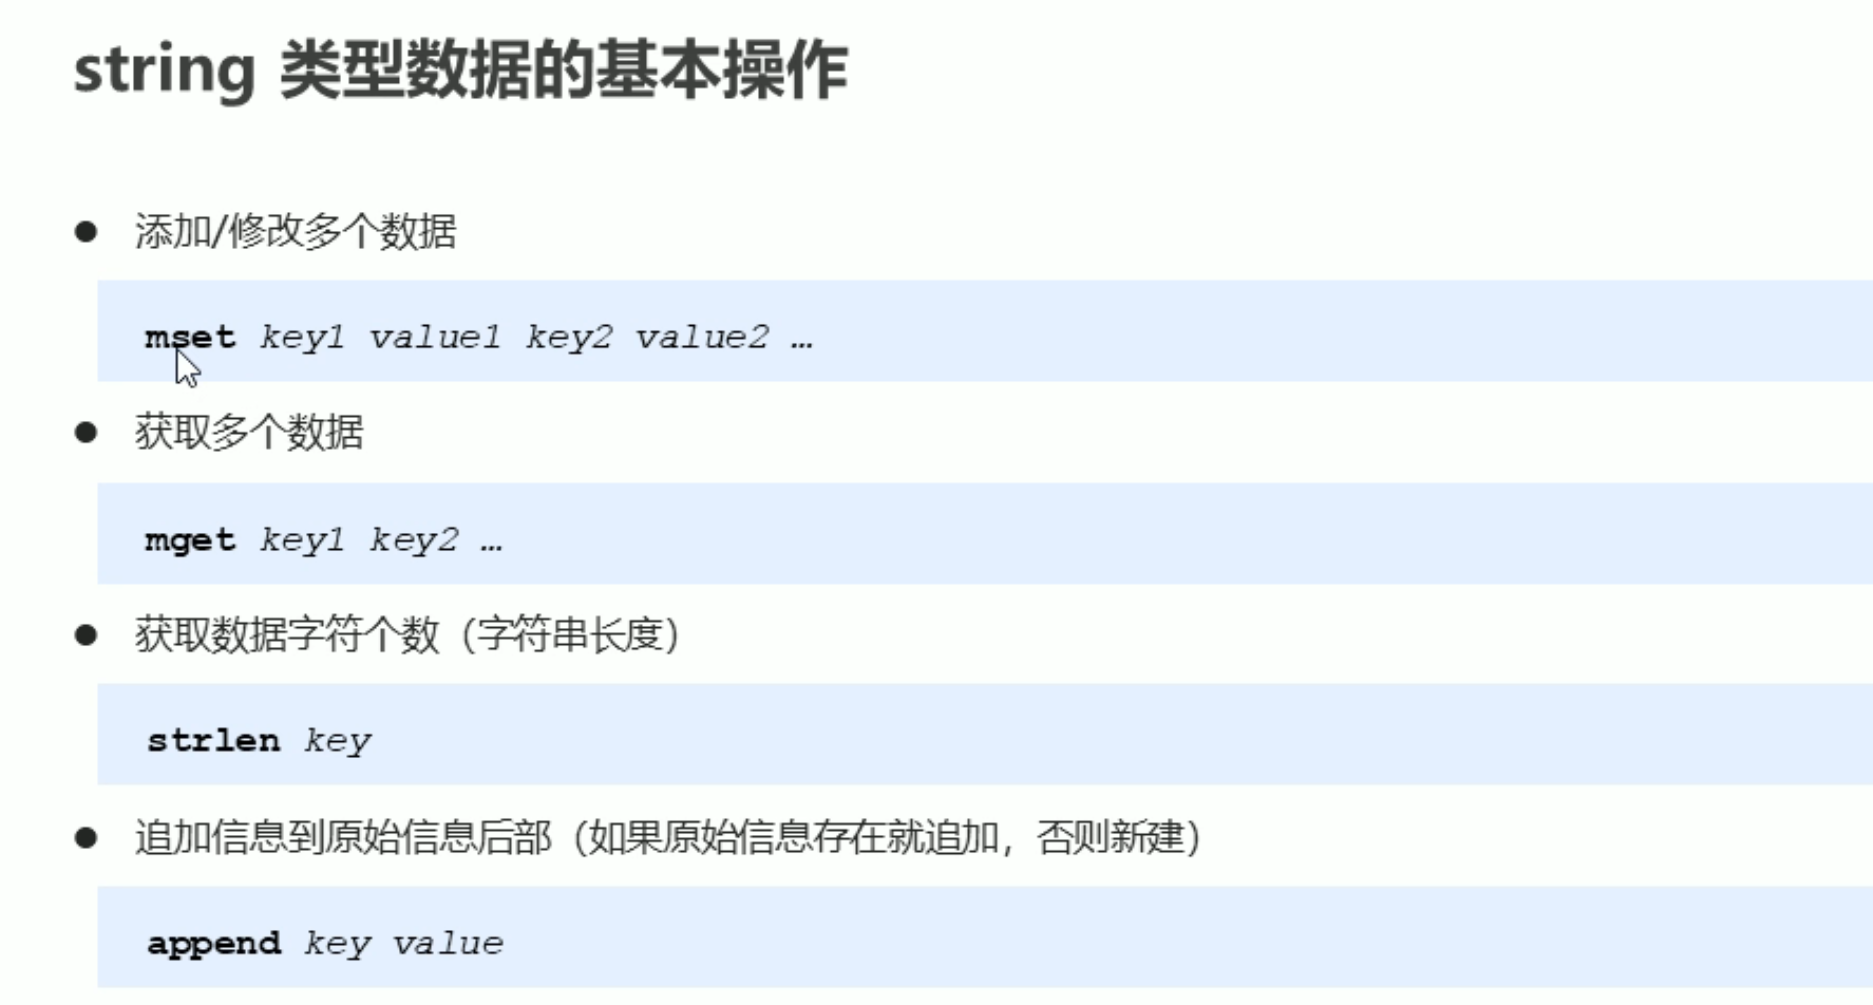 string 类型数据的基本操作
● 添加/修改多个数据
mset key1 value1 key2 value2 …
● 获取多个数据
mget key1 key2 …
● 获取数据字符个数（字符串长度）
strlen key
● 追加信息到原始信息后部（如果原始信息存在就追加，否则新建）
append key value